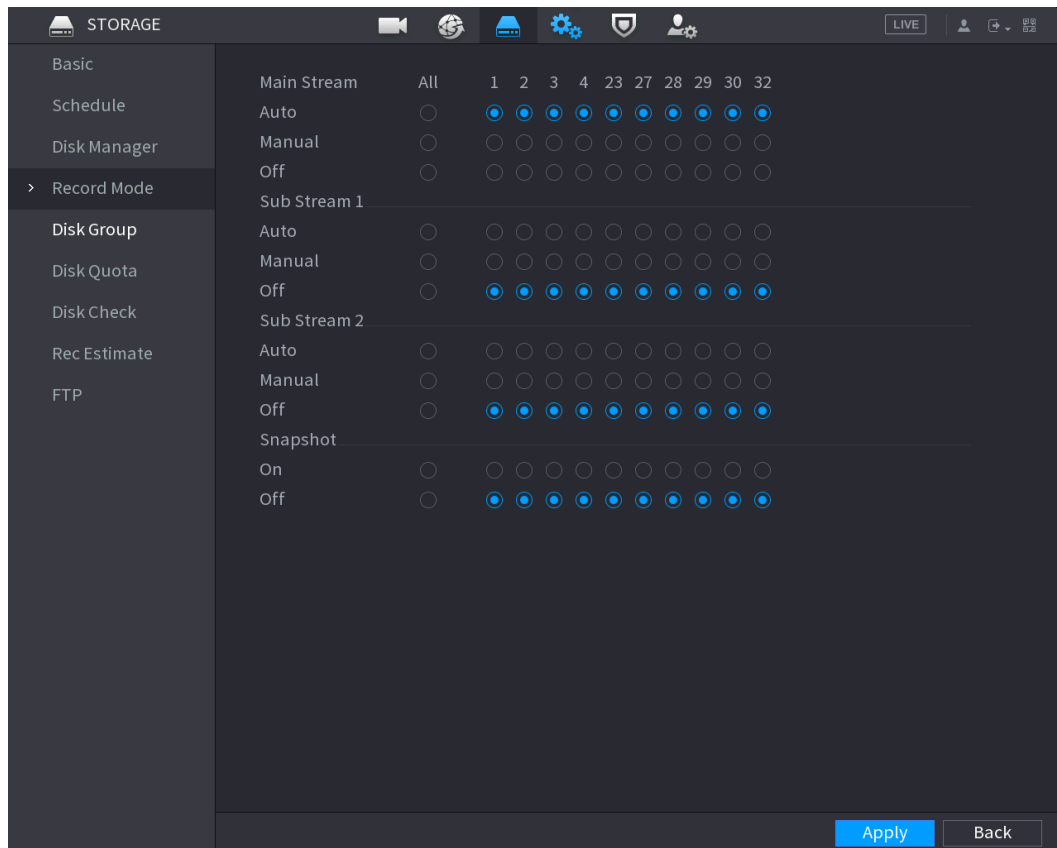 STORAGE LIVE
Basic
Schedule
Disk Manager
Record Mode
Disk Group
Disk Quota
Disk Check
Rec Estimate
FTP
Main Stream All 1 2 3 4 23 27 28 29 30 32
Auto
Manual
Off
Sub Stream 1
Auto
Manual
Off
Sub Stream 2
Auto
Manual
Off
Snapshot
On
Off
Apply Back